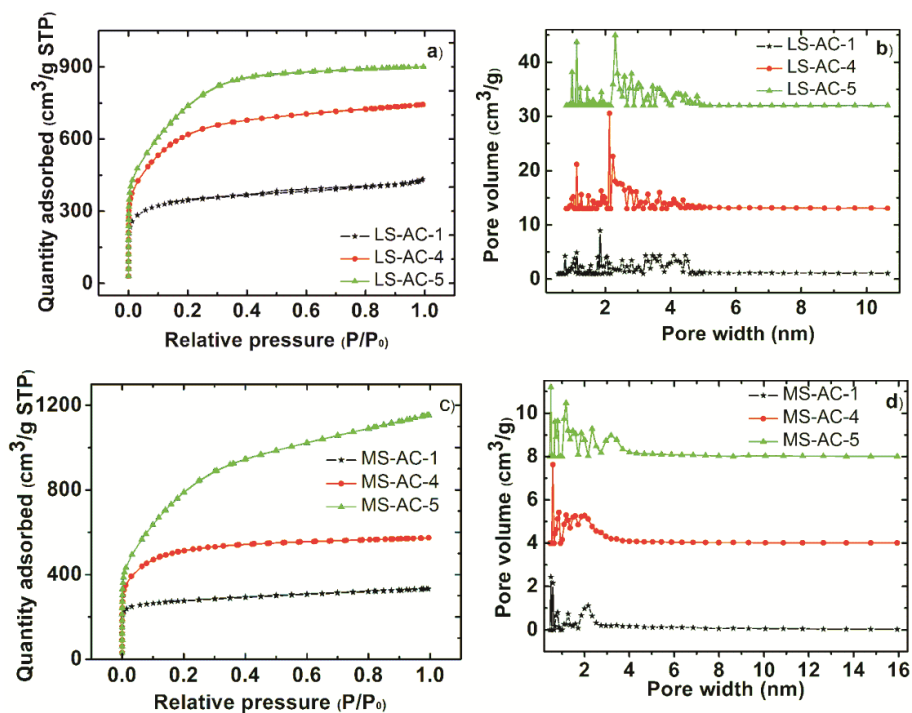 a)
Quantity adsorbed (cm³/g STP)
900
600
300
0
LS-AC-1
LS-AC-4
LS-AC-5
0.0 0.2 0.4 0.6 0.8 1.0
Relative pressure (P/P₀)
b)
Pore volume (cm³/g)
40
30
20
10
0
LS-AC-1
LS-AC-4
LS-AC-5
2 4 6 8 10
Pore width (nm)
c)
Quantity adsorbed (cm³/g STP)
1200
800
400
0
MS-AC-1
MS-AC-4
MS-AC-5
0.0 0.2 0.4 0.6 0.8 1.0
Relative pressure (P/P₀)
d)
Pore volume (cm³/g)
10
8
6
4
2
0
MS-AC-1
MS-AC-4
MS-AC-5
2 4 6 8 10 12 14 16
Pore width (nm)